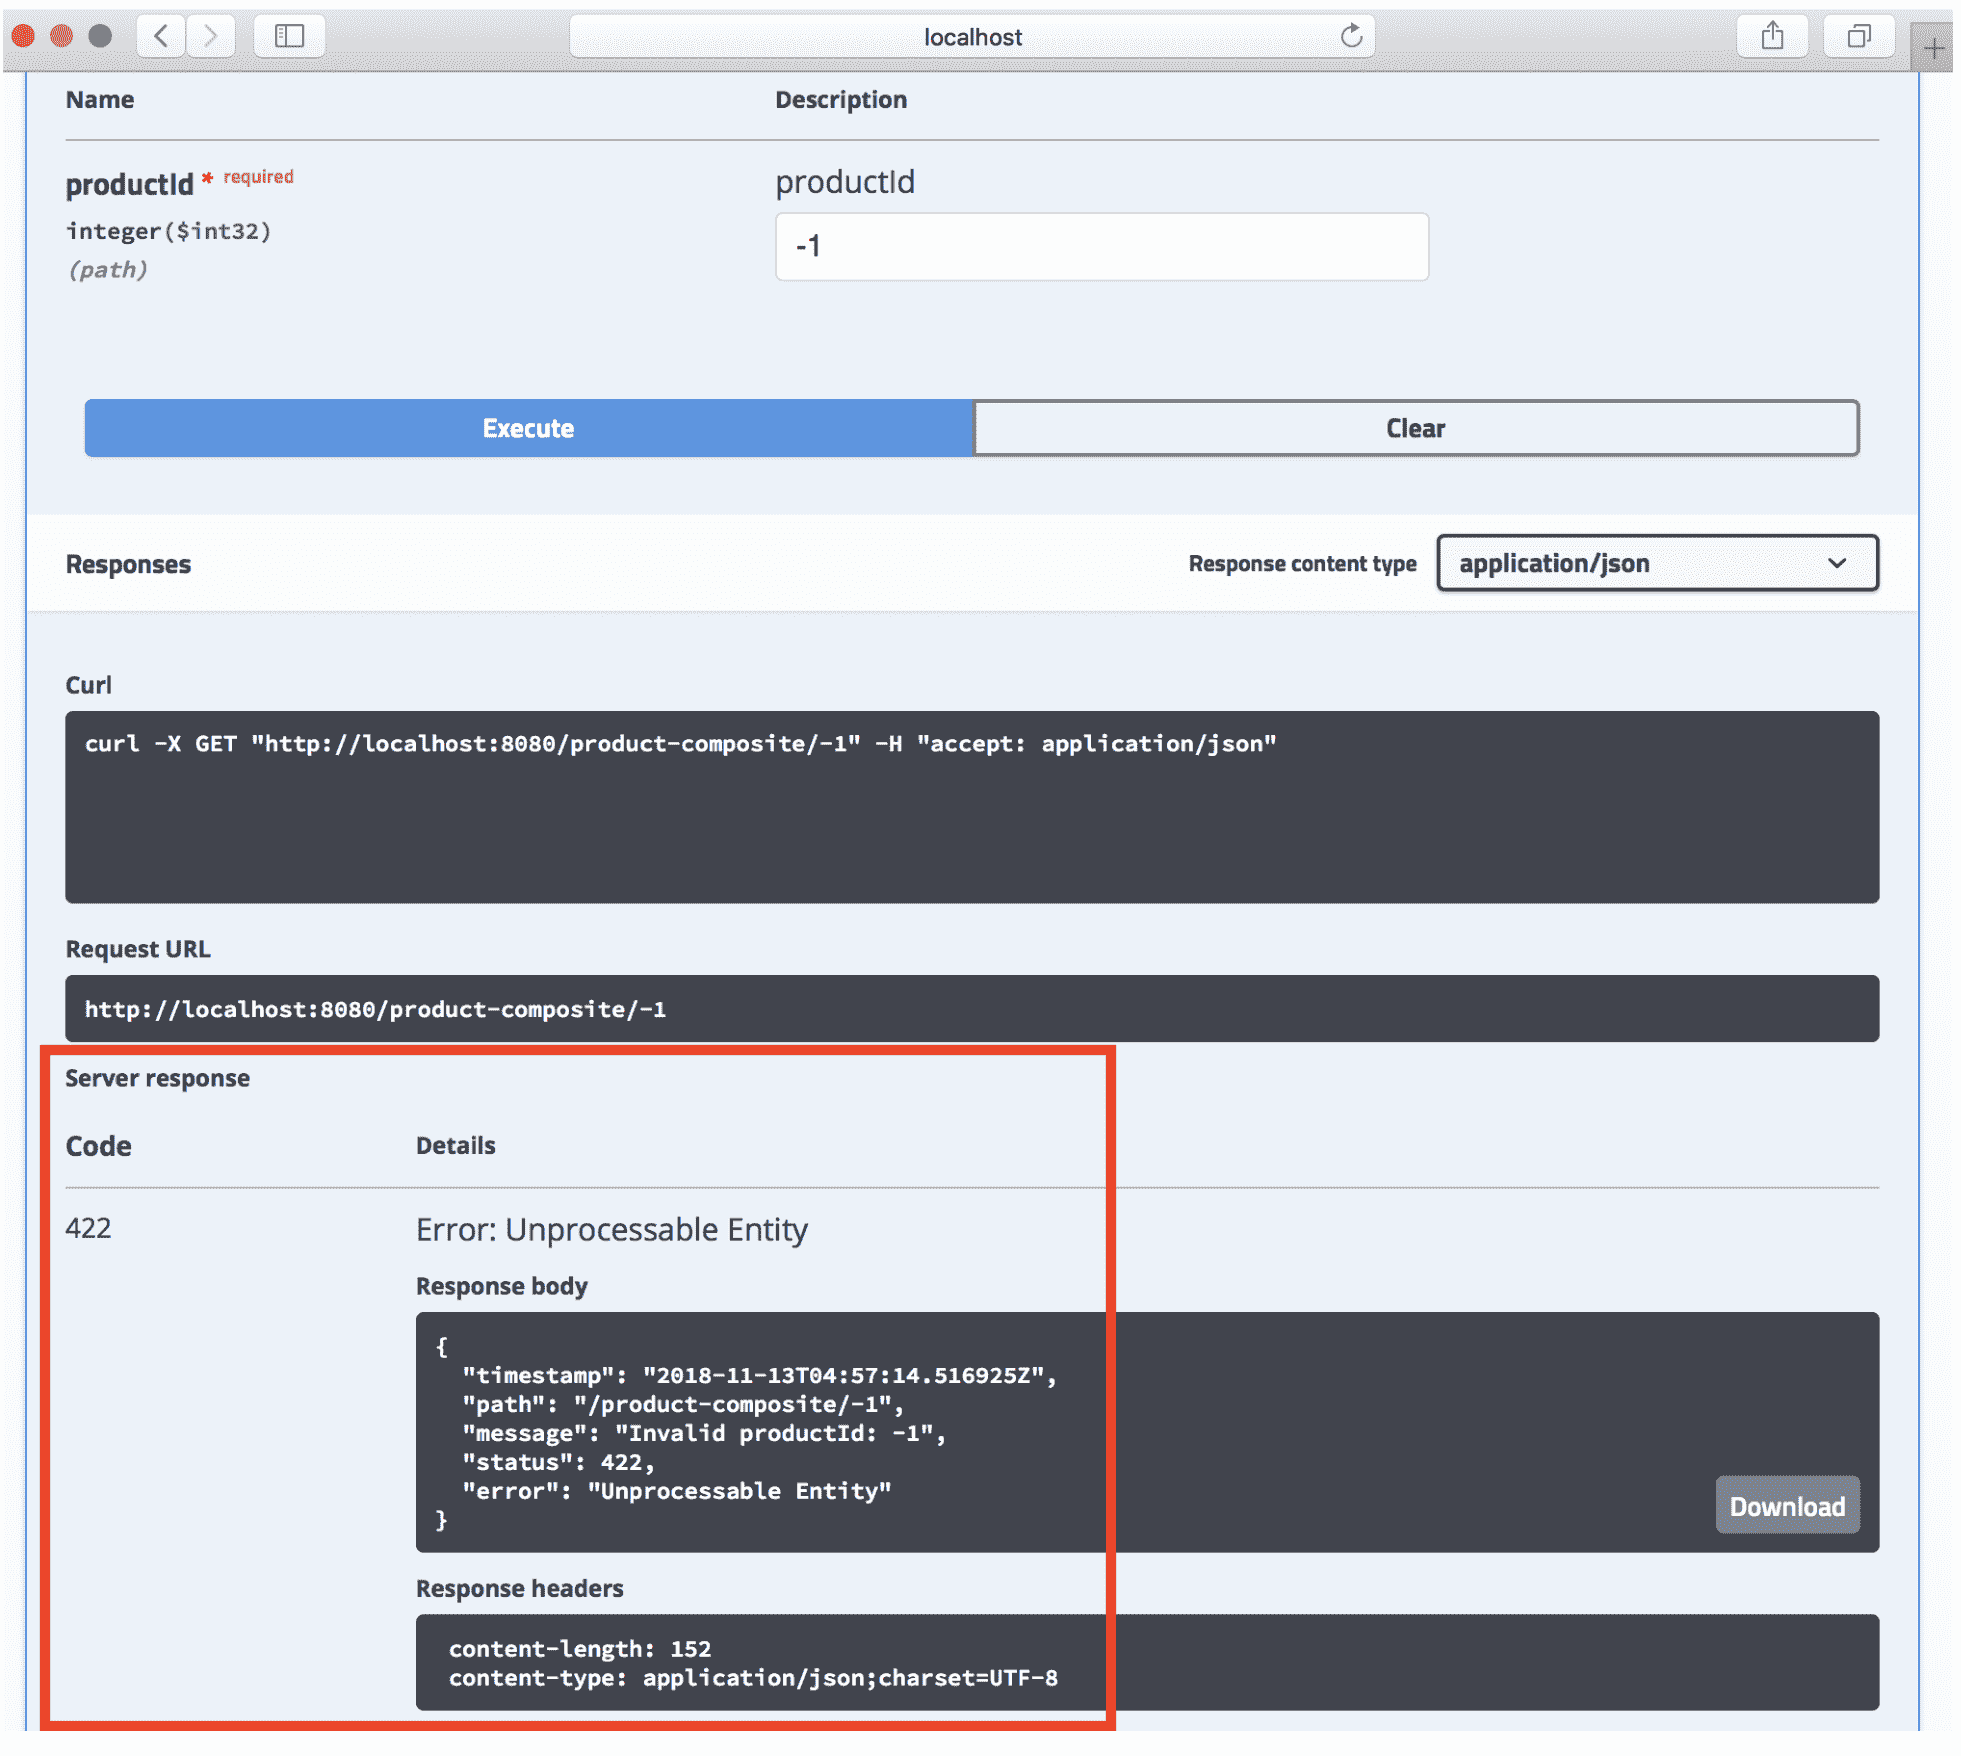 localhost
Name Description
productId * required productId
integer($int32)
-1
(path)
Execute Clear
Responses Response content type application/json
Curl
curl -X GET "http://localhost:8080/product-composite/-1" -H "accept: application/json"
Request URL
http://localhost:8080/product-composite/-1
Server response
Code Details
422 Error: Unprocessable Entity
Response body
{
"timestamp": "2018-11-13T04:57:14.516925Z",
"path": "/product-composite/-1",
"message": "Invalid productId: -1",
"status": 422,
"error": "Unprocessable Entity"
}
Download
Response headers
content-length: 152
content-type: application/json;charset=UTF-8